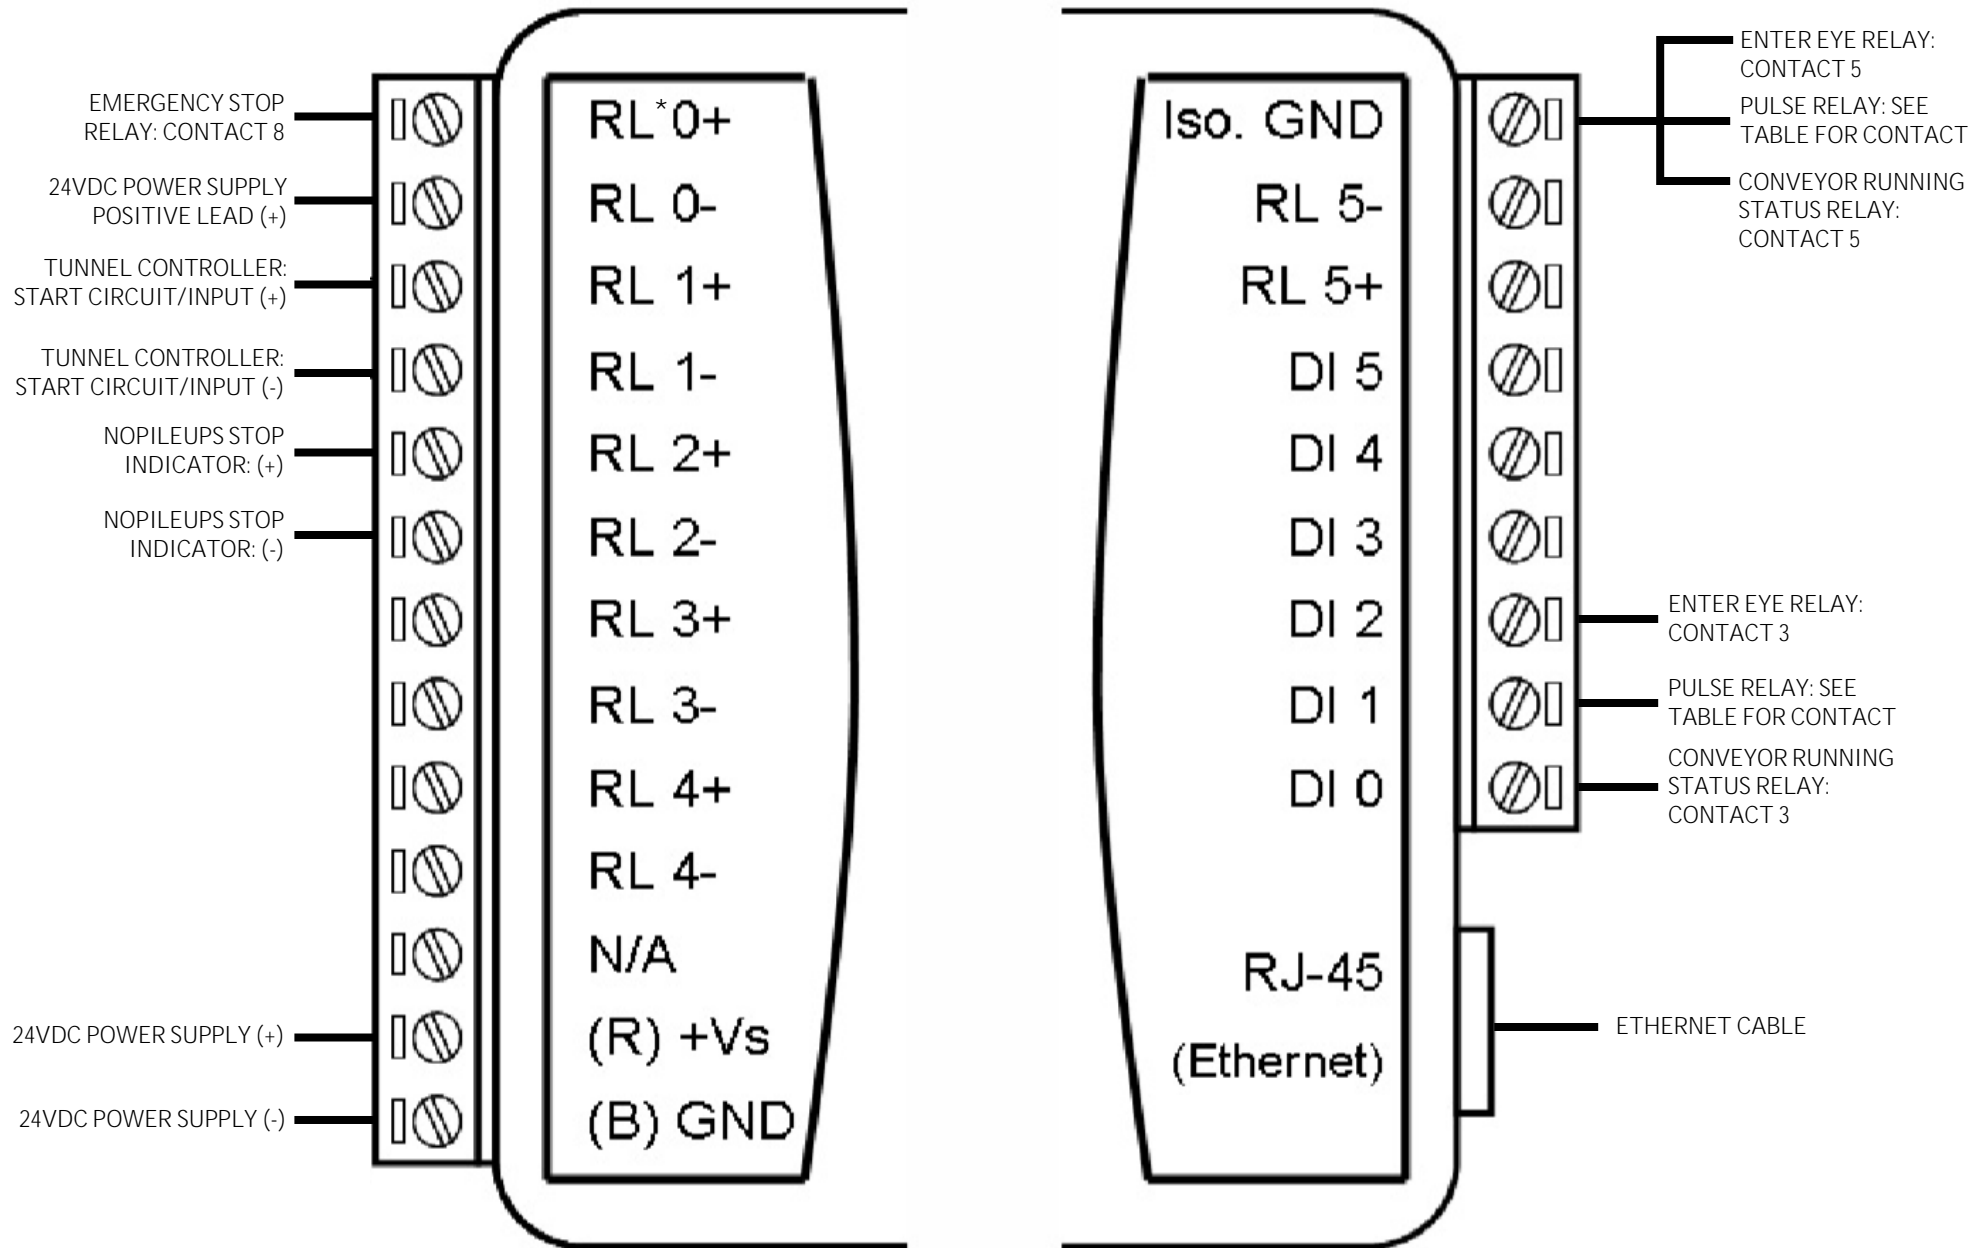 EMERGENCY STOP
RELAY: CONTACT 8
24VDC POWER SUPPLY
POSITIVE LEAD (+)
TUNNEL CONTROLLER:
START CIRCUIT/INPUT (+)
TUNNEL CONTROLLER:
START CIRCUIT/INPUT (-)
NOPILEUPS STOP
INDICATOR: (+)
NOPILEUPS STOP
INDICATOR: (-)
24VDC POWER SUPPLY (+)
24VDC POWER SUPPLY (-)
RL*0+
RL 0-
RL 1+
RL 1-
RL 2+
RL 2-
RL 3+
RL 3-
RL 4+
RL 4-
N/A
(R) +Vs
(B) GND
Iso. GND
RL 5-
RL 5+
DI 5
DI 4
DI 3
DI 2
DI 1
DI 0
RJ-45
(Ethernet)
ENTER EYE RELAY:
CONTACT 5
PULSE RELAY: SEE
TABLE FOR CONTACT
CONVEYOR RUNNING
STATUS RELAY:
CONTACT 5
ENTER EYE RELAY:
CONTACT 3
PULSE RELAY: SEE
TABLE FOR CONTACT
CONVEYOR RUNNING
STATUS RELAY:
CONTACT 3
ETHERNET CABLE